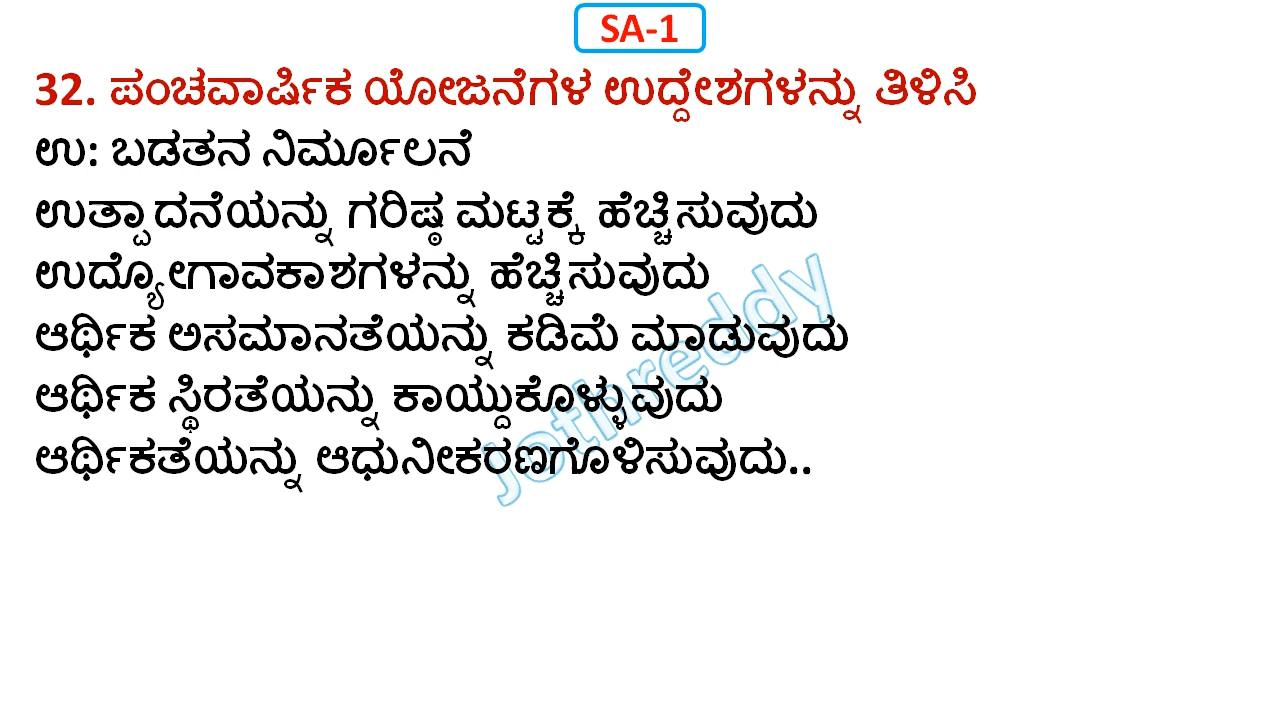 SA-1
32. ಪಂಚವಾರ್ಷಿಕ ಯೋಜನೆಗಳ ಉದ್ದೇಶಗಳನ್ನು ತಿಳಿಸಿ
ಉ: ಬಡತನ ನಿರ್ಮೂಲನೆ
ಉತ್ಪಾದನೆಯನ್ನು ಗರಿಷ್ಠ ಮಟ್ಟಕ್ಕೆ ಹೆಚ್ಚಿಸುವುದು
ಉದ್ಯೋಗಾವಕಾಶಗಳನ್ನು ಹೆಚ್ಚಿಸುವುದು
ಆರ್ಥಿಕ ಅಸಮಾನತೆಯನ್ನು ಕಡಿಮೆ ಮಾಡುವುದು
ಆರ್ಥಿಕ ಸ್ಥಿರತೆಯನ್ನು ಕಾಯ್ದುಕೊಳ್ಳುವುದು
ಆರ್ಥಿಕತೆಯನ್ನು ಆಧುನೀಕರಣಗೊಳಿಸುವುದು..
Jothreddy